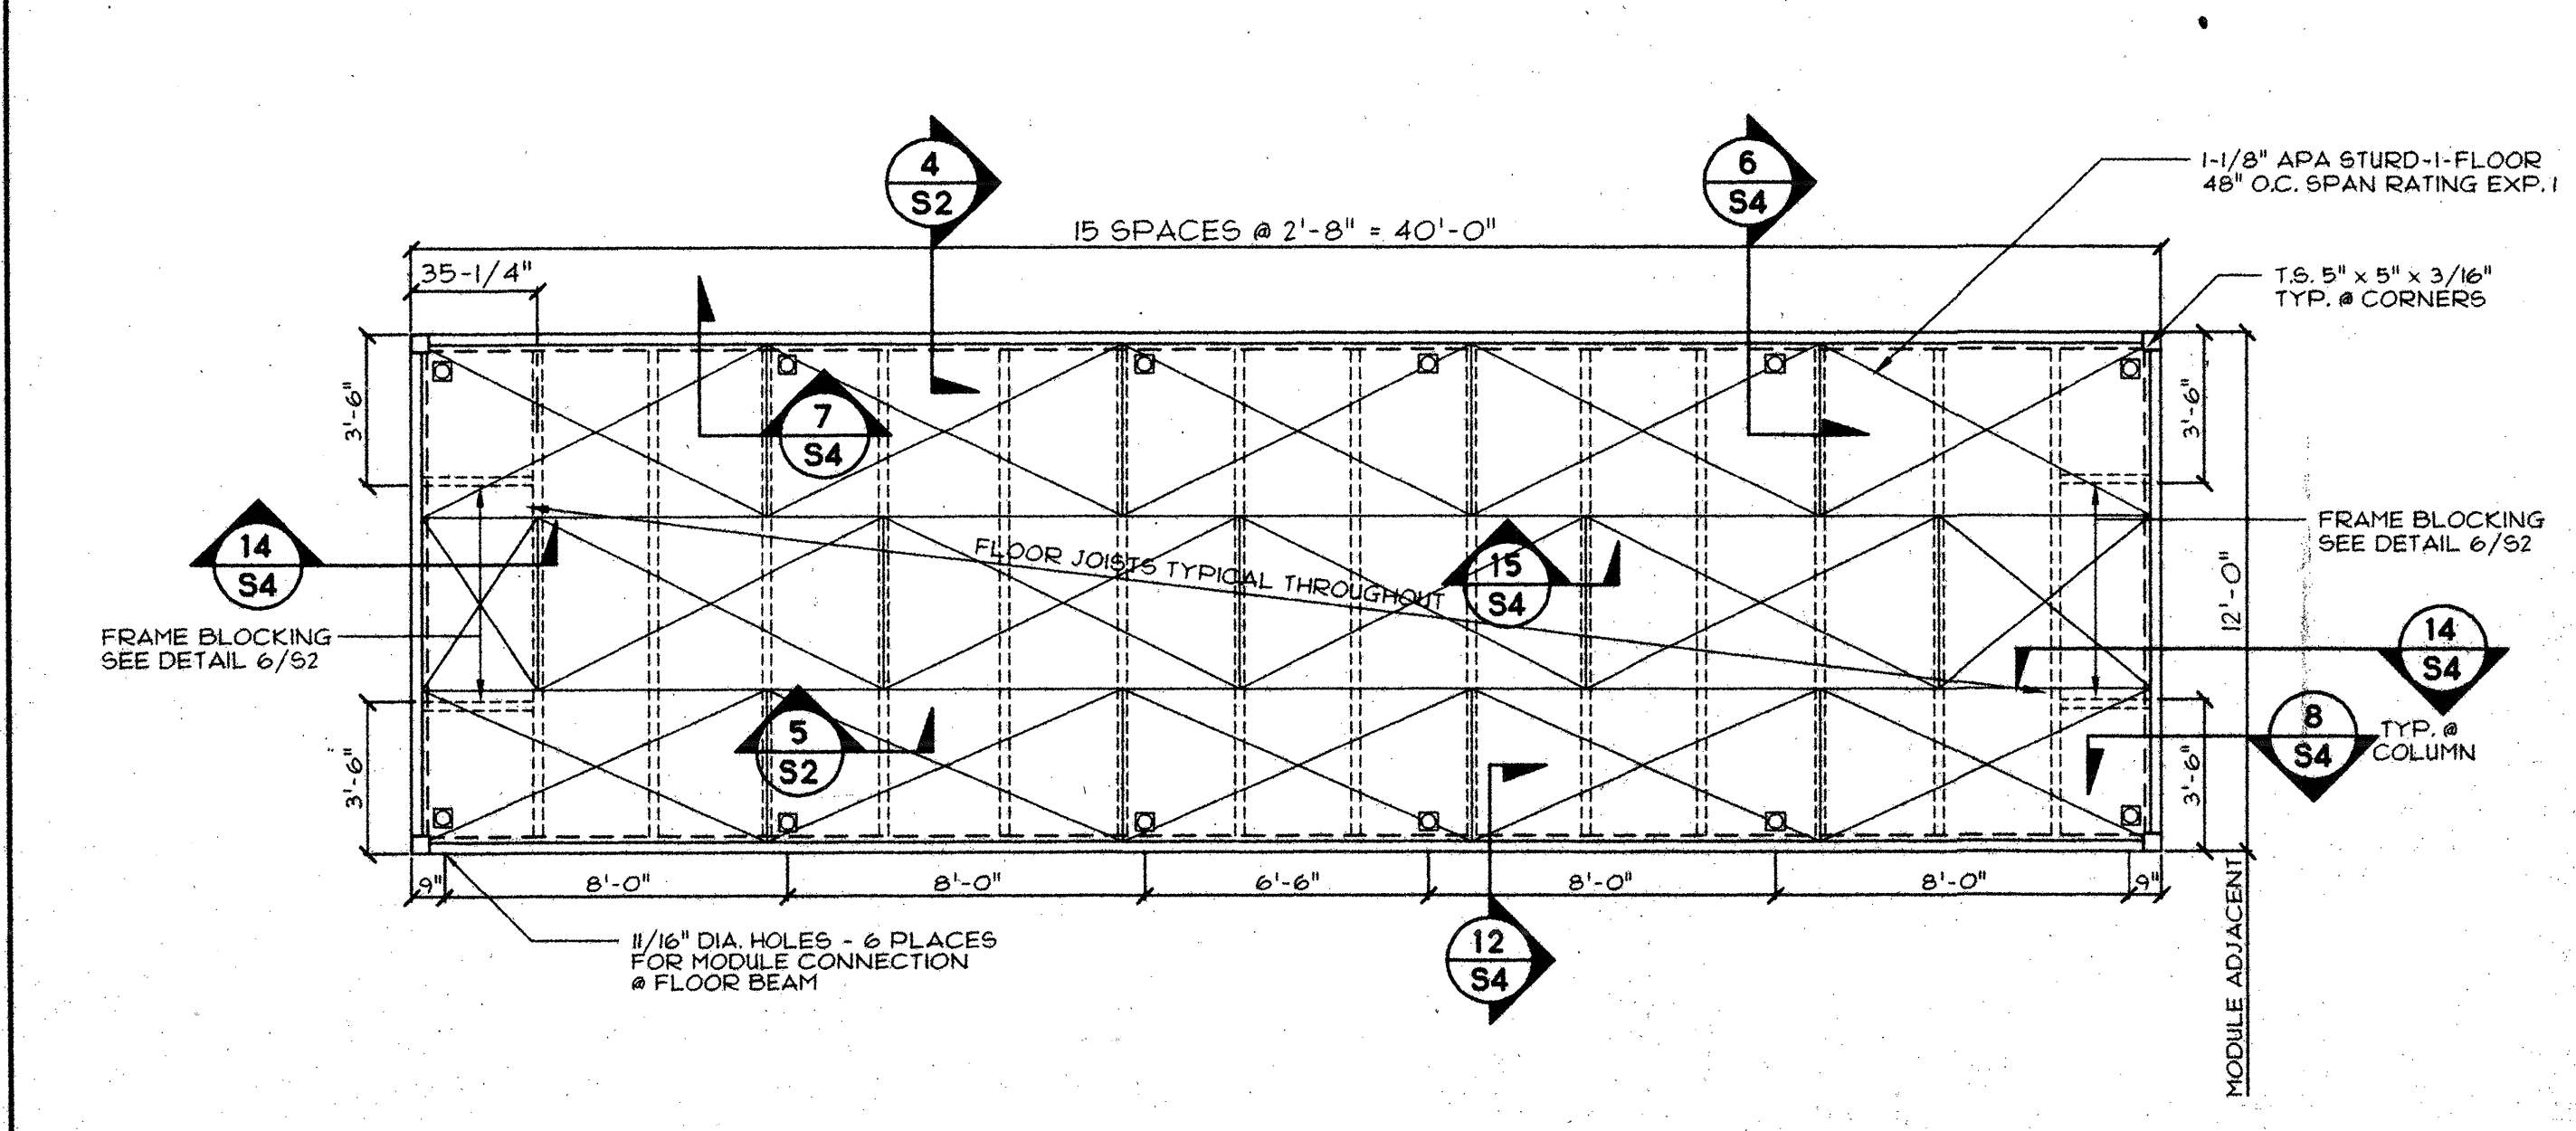 4
S2
6
S4
1-1/8" APA STURD-I-FLOOR
48" O.C. SPAN RATING EXP. 1
15 SPACES @ 2'-8" = 40'-0"
35-1/4"
T.S. 5" x 5" x 3/16"
TYP. @ CORNERS
3'-6"
7
S4
3'-6"
14
S4
FLOOR JOISTS TYPICAL THROUGHOUT
15
S4
FRAME BLOCKING
SEE DETAIL 6/S2
12'-0"
FRAME BLOCKING
SEE DETAIL 6/S2
14
S4
5
S2
8
S4
TYP. @
COLUMN
3'-6"
3'-6"
9"
8'-0"
8'-0"
6'-6"
8'-0"
8'-0"
9"
11/16" DIA. HOLES - 6 PLACES
FOR MODULE CONNECTION
@ FLOOR BEAM
12
S4
MODULE ADJACENT